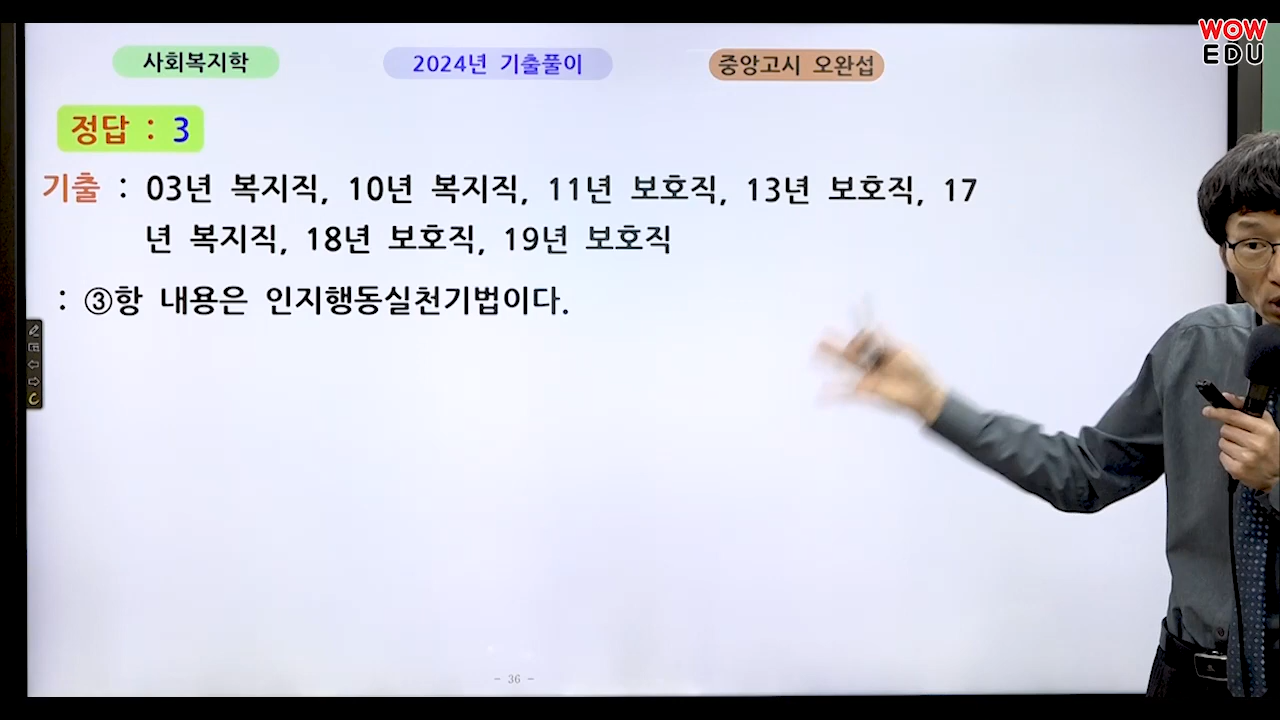 WOW
EDU
사회복지학 2024년 기출풀이 중앙고시 오완섭
정답 : 3
기출 : 03년 복지직, 10년 복지직, 11년 보호직, 13년 보호직, 17
년 복지직, 18년 보호직, 19년 보호직
: ③항 내용은 인지행동실천기법이다.
- 36 -